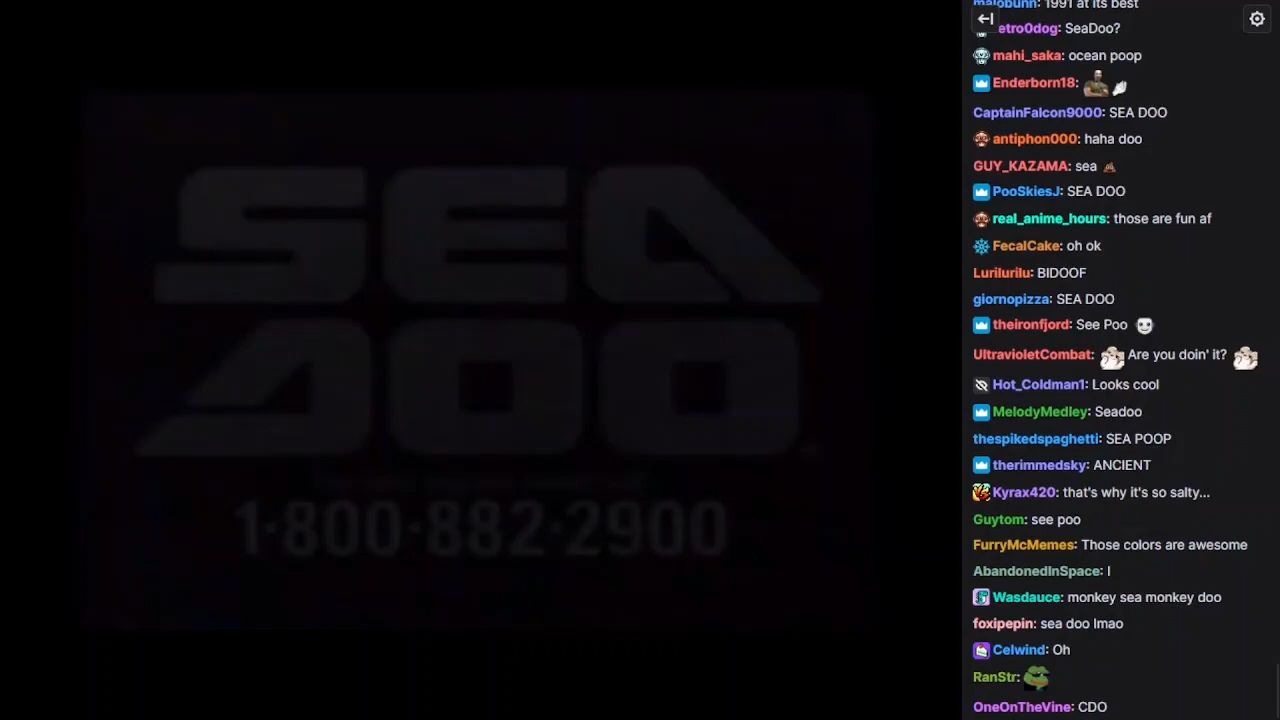 SEA
DOO
1·800·882·2900
malobunn: 1991 at its best
etro0dog: SeaDoo?
mahi_saka: ocean poop
Enderborn18:
CaptainFalcon9000: SEA DOO
antiphon000: haha doo
GUY_KAZAMA: sea
PooSkiesJ: SEA DOO
real_anime_hours: those are fun af
FecalCake: oh ok
Lurilurilu: BIDOOF
giornopizza: SEA DOO
theironfjord: See Poo
UltravioletCombat: Are you doin' it?
Hot_Coldman1: Looks cool
MelodyMedley: Seadoo
thespikedspaghetti: SEA POOP
therimmedsky: ANCIENT
Kyrax420: that's why it's so salty...
Guytom: see poo
FurryMcMemes: Those colors are awesome
AbandonedInSpace: I
Wasdauce: monkey sea monkey doo
foxipepin: sea doo lmao
Celwind: Oh
RanStr:
OneOnTheVine: CDO